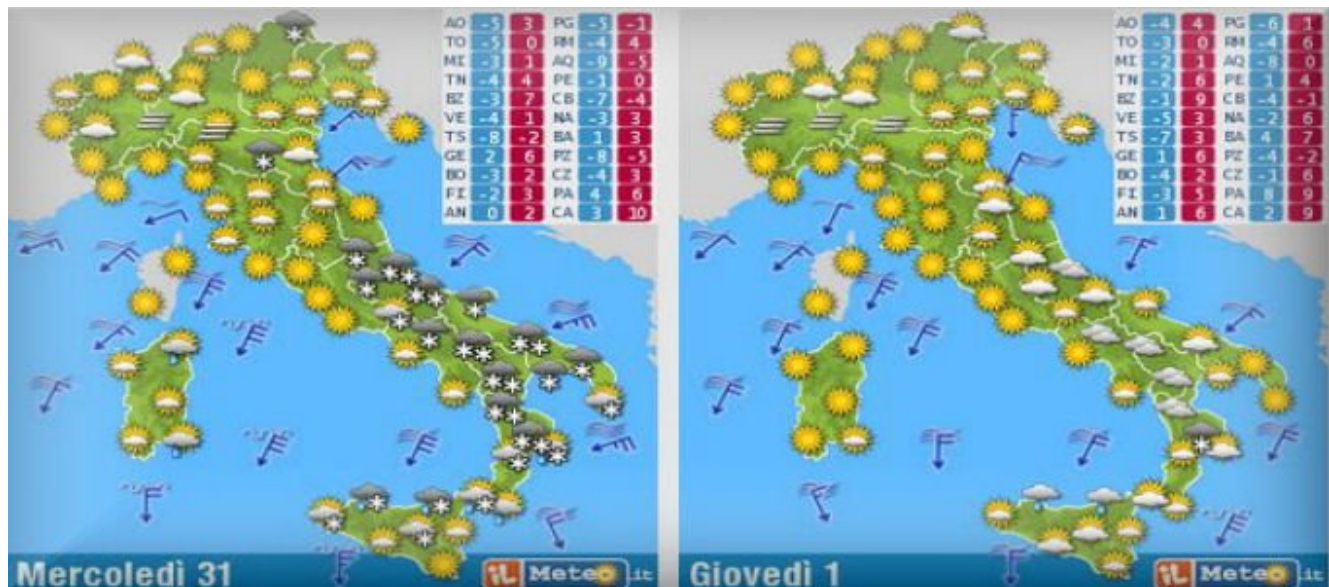 AO -5 3 PG -5 -1
TO -5 0 RM -4 4
MI -3 1 AQ -9 -5
TN -4 4 PE -1 0
BZ -3 7 CB -7 -4
VE -4 1 NA -3 3
TS -8 -2 BA 1 3
GE 2 6 PZ -8 -5
BO -3 2 CZ -4 3
FI -2 3 PA 4 6
AN 0 2 CA 3 10
Mercoledì 31
iL Meteo.it
AO -4 4 PG -6 1
TO -3 0 RM -4 6
MI -2 1 AQ -8 0
TN -2 6 PE 1 4
BZ -1 9 CB -4 -1
VE -5 3 NA -2 6
TS -7 3 BA 4 7
GE 1 6 PZ -4 -2
BO -4 2 CZ -1 6
FI -3 5 PA 8 9
AN 1 6 CA 2 9
Giovedì 1
iL Meteo.it